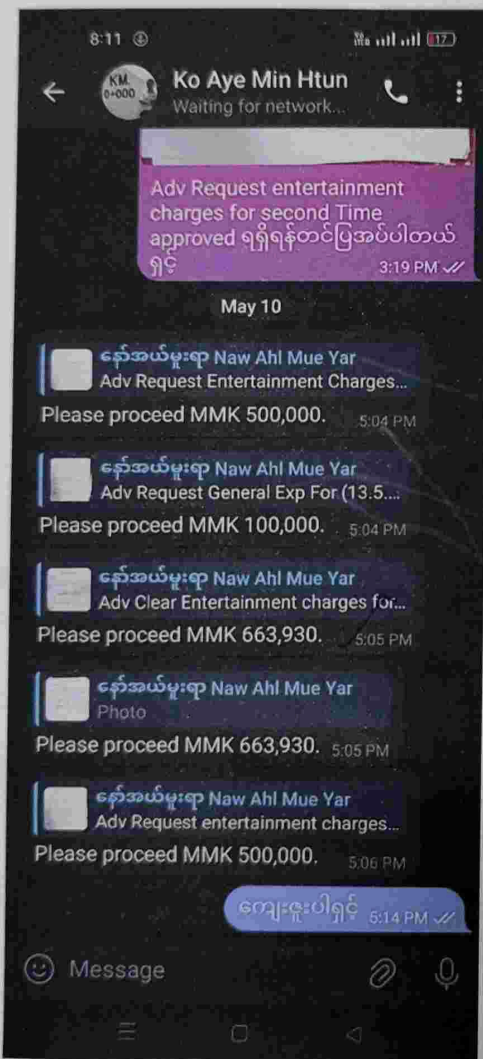 8:11
17
KM.
0+000
Ko Aye Min Htun
Waiting for network...
Adv Request entertainment
charges for second Time
approved ရရှိရန်တင်ပြအပ်ပါတယ်
ရှင့်
3:19 PM
May 10
နော်အယ်မူးရာ Naw Ahl Mue Yar
Adv Request Entertainment Charges...
Please proceed MMK 500,000.
5:04 PM
နော်အယ်မူးရာ Naw Ahl Mue Yar
Adv Request General Exp For (13.5....
Please proceed MMK 100,000.
5:04 PM
နော်အယ်မူးရာ Naw Ahl Mue Yar
Adv Clear Entertainment charges for...
Please proceed MMK 663,930.
5:05 PM
နော်အယ်မူးရာ Naw Ahl Mue Yar
Photo
Please proceed MMK 663,930.
5:05 PM
နော်အယ်မူးရာ Naw Ahl Mue Yar
Adv Request entertainment charges...
Please proceed MMK 500,000.
5:06 PM
ကျေးဇူးပါရှင့်
5:14 PM
Message